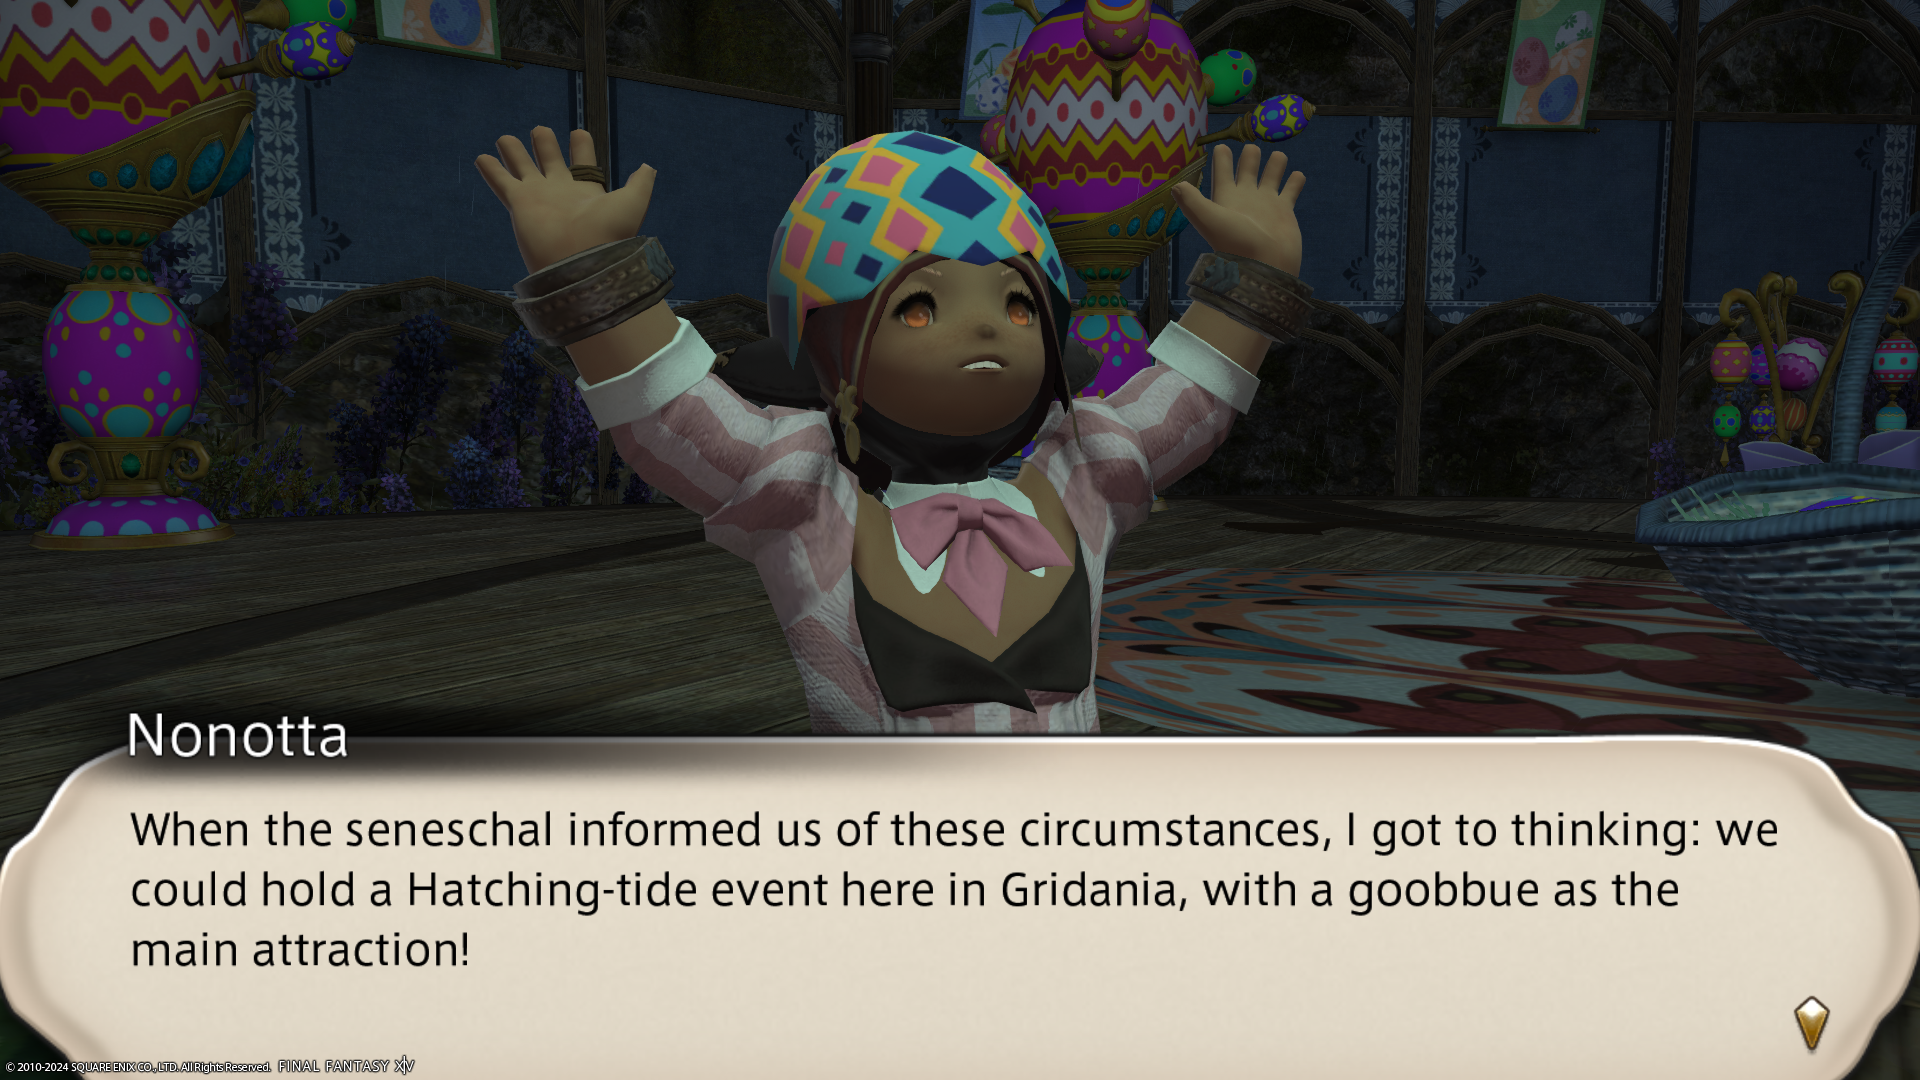 Nonotta
When the seneschal informed us of these circumstances, I got to thinking: we
could hold a Hatching-tide event here in Gridania, with a goobbue as the
main attraction!
© 2010-2024 SQUARE ENIX CO., LTD. All Rights Reserved. FINAL FANTASY XIV